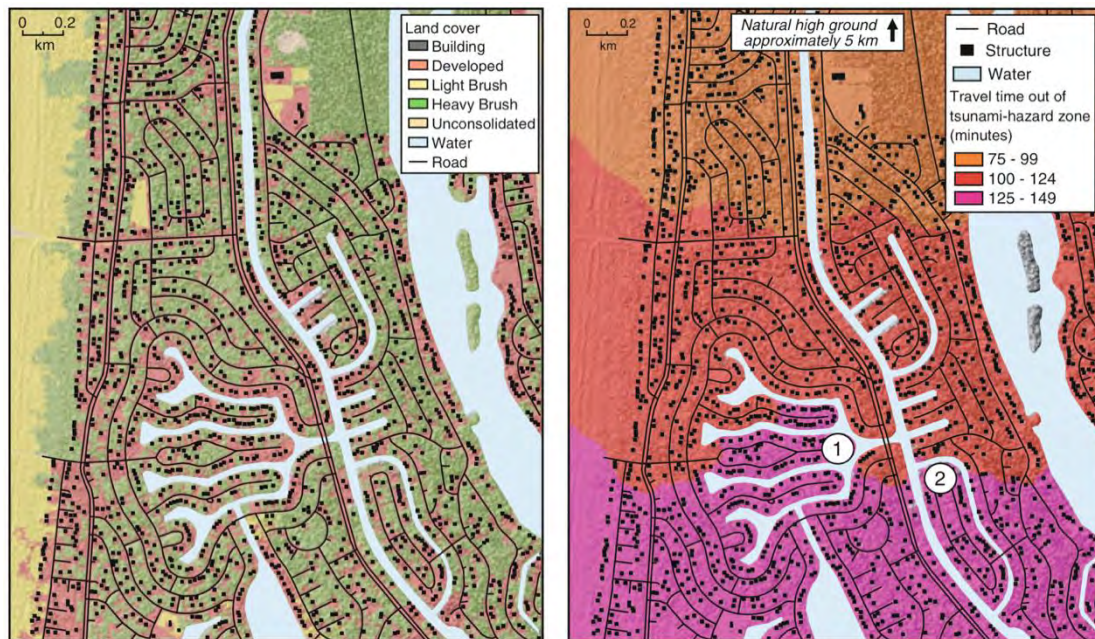 0 0.2
km
Land cover
Building
Developed
Light Brush
Heavy Brush
Unconsolidated
Water
Road
0 0.2
km
Natural high ground
approximately 5 km
Road
Structure
Water
Travel time out of
tsunami-hazard zone
(minutes)
75 - 99
100 - 124
125 - 149
1
2